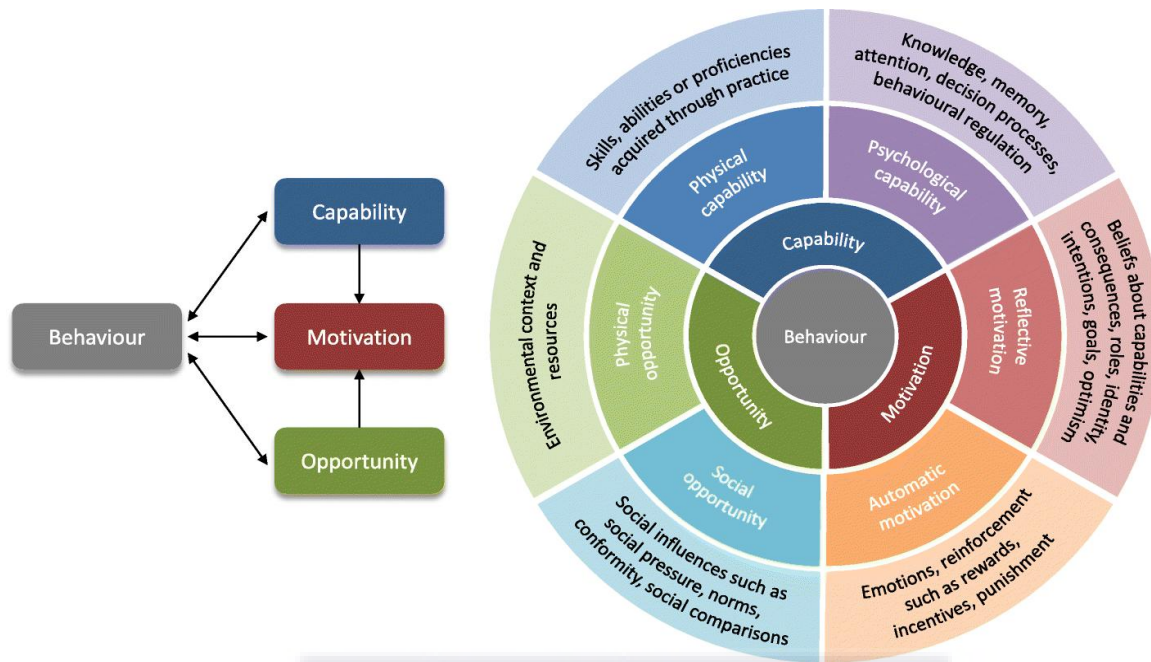 Capability
Behaviour
Motivation
Opportunity
Skills, abilities or proficiencies
acquired through practice
Knowledge, memory,
attention, decision processes,
behavioural regulation
Physical
capability
Psychological
capability
Capability
Environmental context and
resources
Physical
opportunity
Opportunity
Behaviour
Motivation
Reflective
motivation
Beliefs about capabilities and
consequences, roles, identity,
intentions, goals, optimism
Social
opportunity
Automatic
motivation
Social influences such as
social pressure, norms,
conformity, social comparisons
Emotions, reinforcement
such as rewards,
incentives, punishment